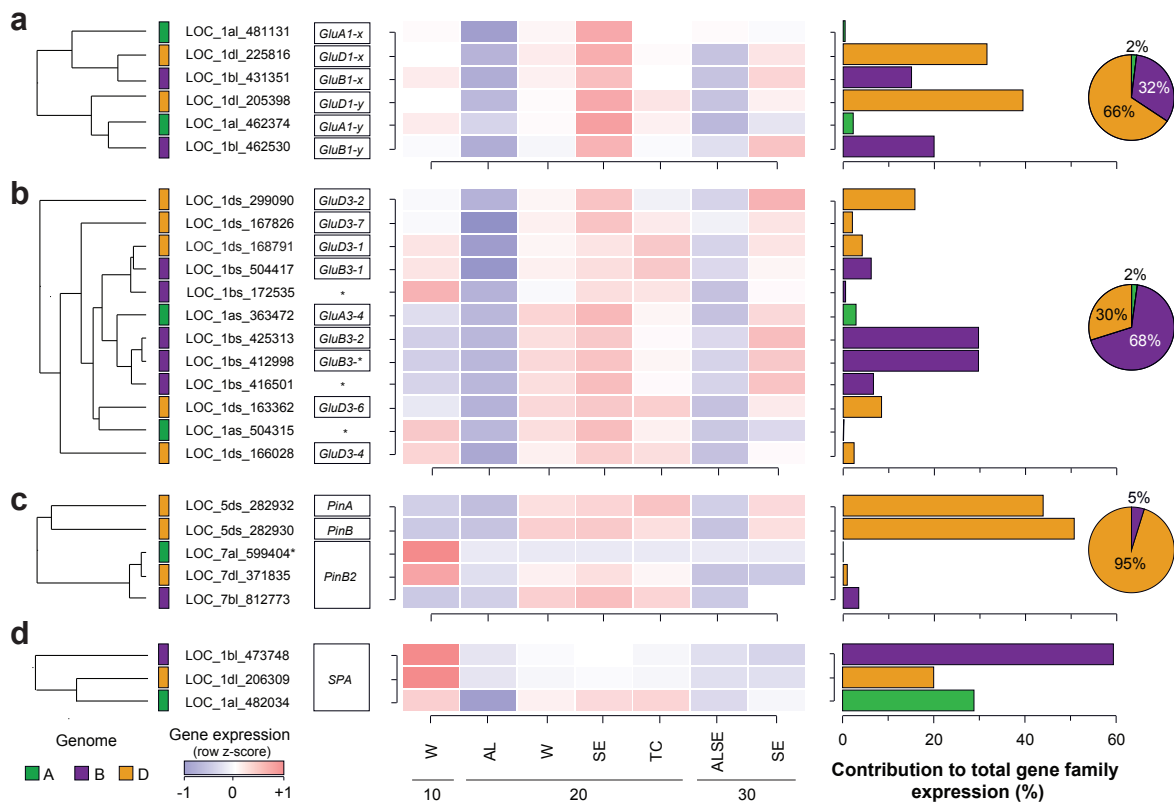 a
LOC_1al_481131 GluA1-x
LOC_1dl_225816 GluD1-x
LOC_1bl_431351 GluB1-x
LOC_1dl_205398 GluD1-y
LOC_1al_462374 GluA1-y
LOC_1bl_462530 GluB1-y
2%
32%
66%
b
LOC_1ds_299090 GluD3-2
LOC_1ds_167826 GluD3-7
LOC_1ds_168791 GluD3-1
LOC_1bs_504417 GluB3-1
LOC_1bs_172535 *
LOC_1as_363472 GluA3-4
LOC_1bs_425313 GluB3-2
LOC_1bs_412998 GluB3-*
LOC_1bs_416501 *
LOC_1ds_163362 GluD3-6
LOC_1as_504315 *
LOC_1ds_166028 GluD3-4
2%
30%
68%
c
LOC_5ds_282932 PinA
LOC_5ds_282930 PinB
LOC_7al_599404*
LOC_7dl_371835 PinB2
LOC_7bl_812773
5%
95%
d
LOC_1bl_473748
LOC_1dl_206309 SPA
LOC_1al_482034
Genome
A B D
Gene expression
(row z-score)
-1 0 +1
W AL W SE TC ALSE SE
10 20 30
0 20 40 60
Contribution to total gene family
expression (%)